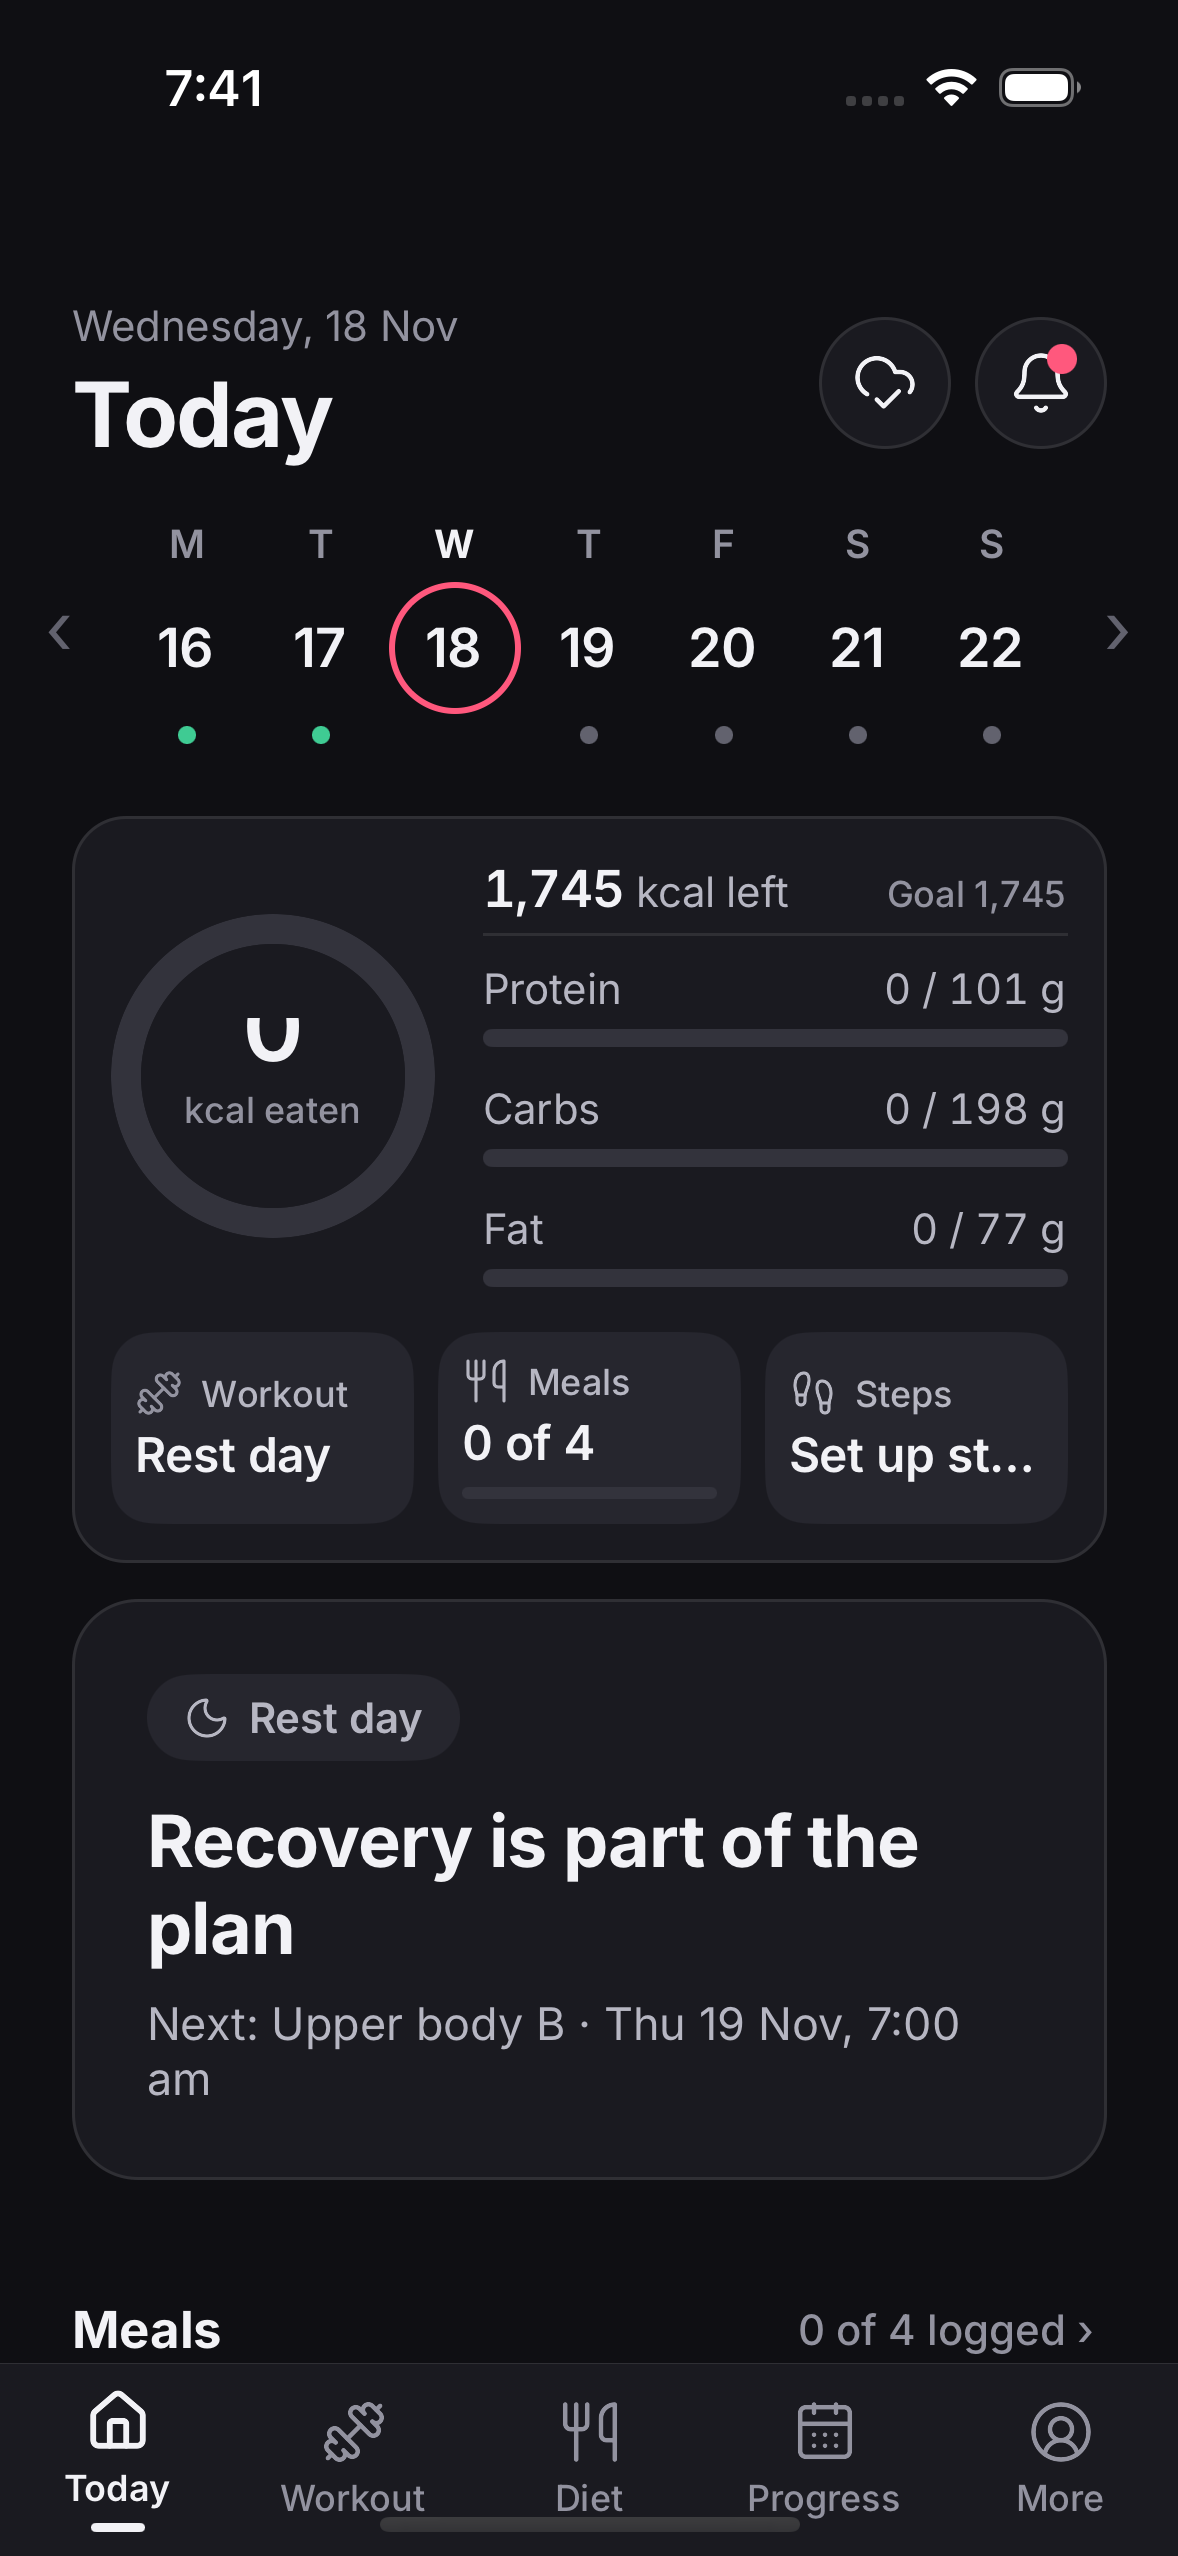 7:41
Wednesday, 18 Nov
Today
M T W T F S S
‹ 16 17 18 19 20 21 22 ›
1,745 kcal left Goal 1,745
Protein 0 / 101 g
0
kcal eaten
Carbs 0 / 198 g
Fat 0 / 77 g
Workout
Rest day
Meals
0 of 4
Steps
Set up st...
Rest day
Recovery is part of the
plan
Next: Upper body B · Thu 19 Nov, 7:00
am
Meals 0 of 4 logged ›
Today Workout Diet Progress More